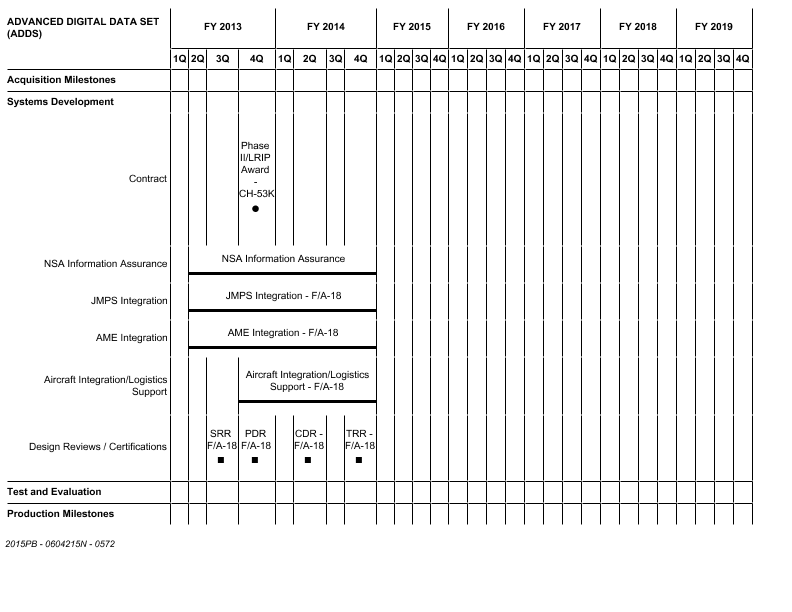 ADVANCED DIGITAL DATA SET
(ADDS)
FY 2013 FY 2014 FY 2015 FY 2016 FY 2017 FY 2018 FY 2019
1Q 2Q 3Q 4Q 1Q 2Q 3Q 4Q 1Q 2Q 3Q 4Q 1Q 2Q 3Q 4Q 1Q 2Q 3Q 4Q 1Q 2Q 3Q 4Q 1Q 2Q 3Q 4Q
Acquisition Milestones
Systems Development
Contract
Phase
II/LRIP
Award
-
CH-53K
NSA Information Assurance
NSA Information Assurance
JMPS Integration
JMPS Integration - F/A-18
AME Integration
AME Integration - F/A-18
Aircraft Integration/Logistics
Support
Aircraft Integration/Logistics
Support - F/A-18
Design Reviews / Certifications
SRR
F/A-18
PDR
F/A-18
CDR -
F/A-18
TRR -
F/A-18
Test and Evaluation
Production Milestones
2015PB - 0604215N - 0572